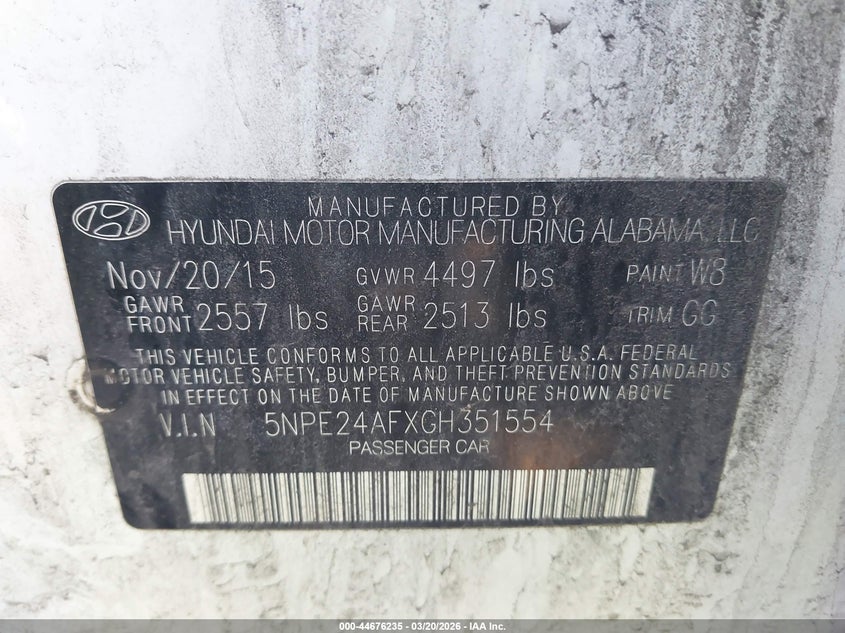 MANUFACTURED BY
HYUNDAI MOTOR MANUFACTURING ALABAMA, LLC
Nov/20/15 GVWR 4497 lbs PAINT W8
GAWR FRONT 2557 lbs GAWR REAR 2513 lbs TRIM GG
THIS VEHICLE CONFORMS TO ALL APPLICABLE U.S.A. FEDERAL
MOTOR VEHICLE SAFETY, BUMPER, AND THEFT PREVENTION STANDARDS
IN EFFECT ON THE DATE OF MANUFACTURE SHOWN ABOVE
V.I.N 5NPE24AFXGH351554
PASSENGER CAR
000-44676235 - 03/20/2026 - IAA Inc.